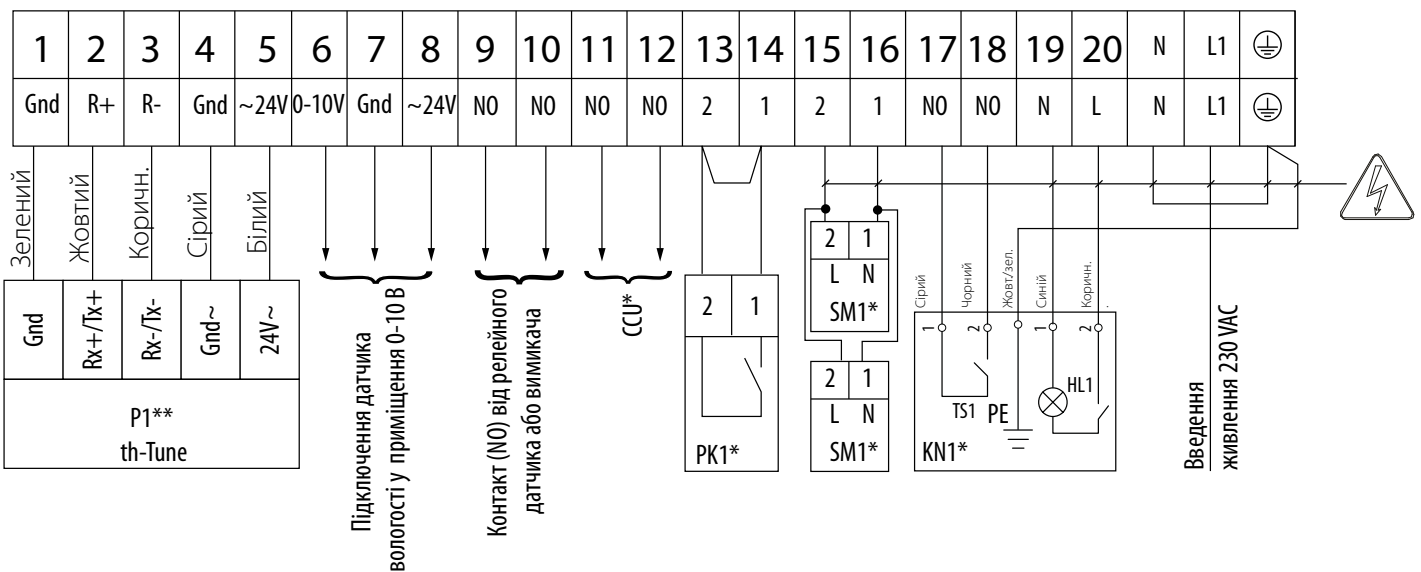 1 2 3 4 5 6 7 8 9 10 11 12 13 14 15 16 17 18 19 20 N L1
Gnd R+ R- Gnd ~24V 0-10V Gnd ~24V NO NO NO NO 2 1 2 1 NO NO N L N L1
Зелений
Жовтий
Коричн.
Сірий
Білий
Gnd
Rx+/Tx+
Rx-/Tx-
Gnd~
24V~
P1**
th-Tune
Підключення датчика
вологості у приміщення 0-10 В
Контакт (NO) від релейного
датчика або вимикача
CCU*
2 1
PK1*
2 1
L N
SM1*
2 1
L N
SM1*
Сірий
Чорний
Жовт/зел.
Синій
Коричн.
.
1 2 1 2
TS1 PE HL1
KN1*
Введення
живлення 230 VAC